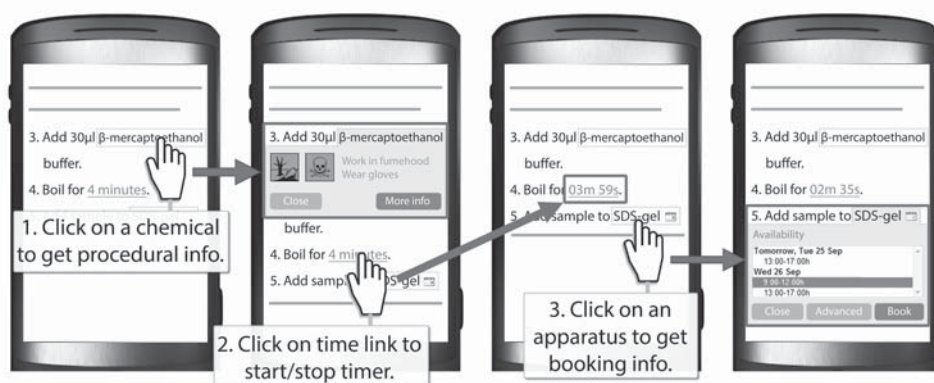 3. Add 30µl β-mercaptoethanol
buffer.
4. Boil for 4 minutes.
1. Click on a chemical
to get procedural info.
3. Add 30µl β-mercaptoethanol
Work in fumehood
Wear gloves
Close
More info
buffer.
4. Boil for 4 minutes.
5. Add sample SDS-gel
2. Click on time link to
start/stop timer.
3. Add 30µl β-mercaptoethanol
buffer.
4. Boil for 03m 59s.
5. Add sample to SDS-gel
3. Click on an
apparatus to get
booking info.
3. Add 30µl β-mercaptoethanol
buffer.
4. Boil for 02m 35s.
5. Add sample to SDS-gel
Availability
Tomorrow, Tue 25 Sep
13:00-17:00h
Wed 26 Sep
9:00-12:00h
13:00-17:00h
Close
Advanced
Book